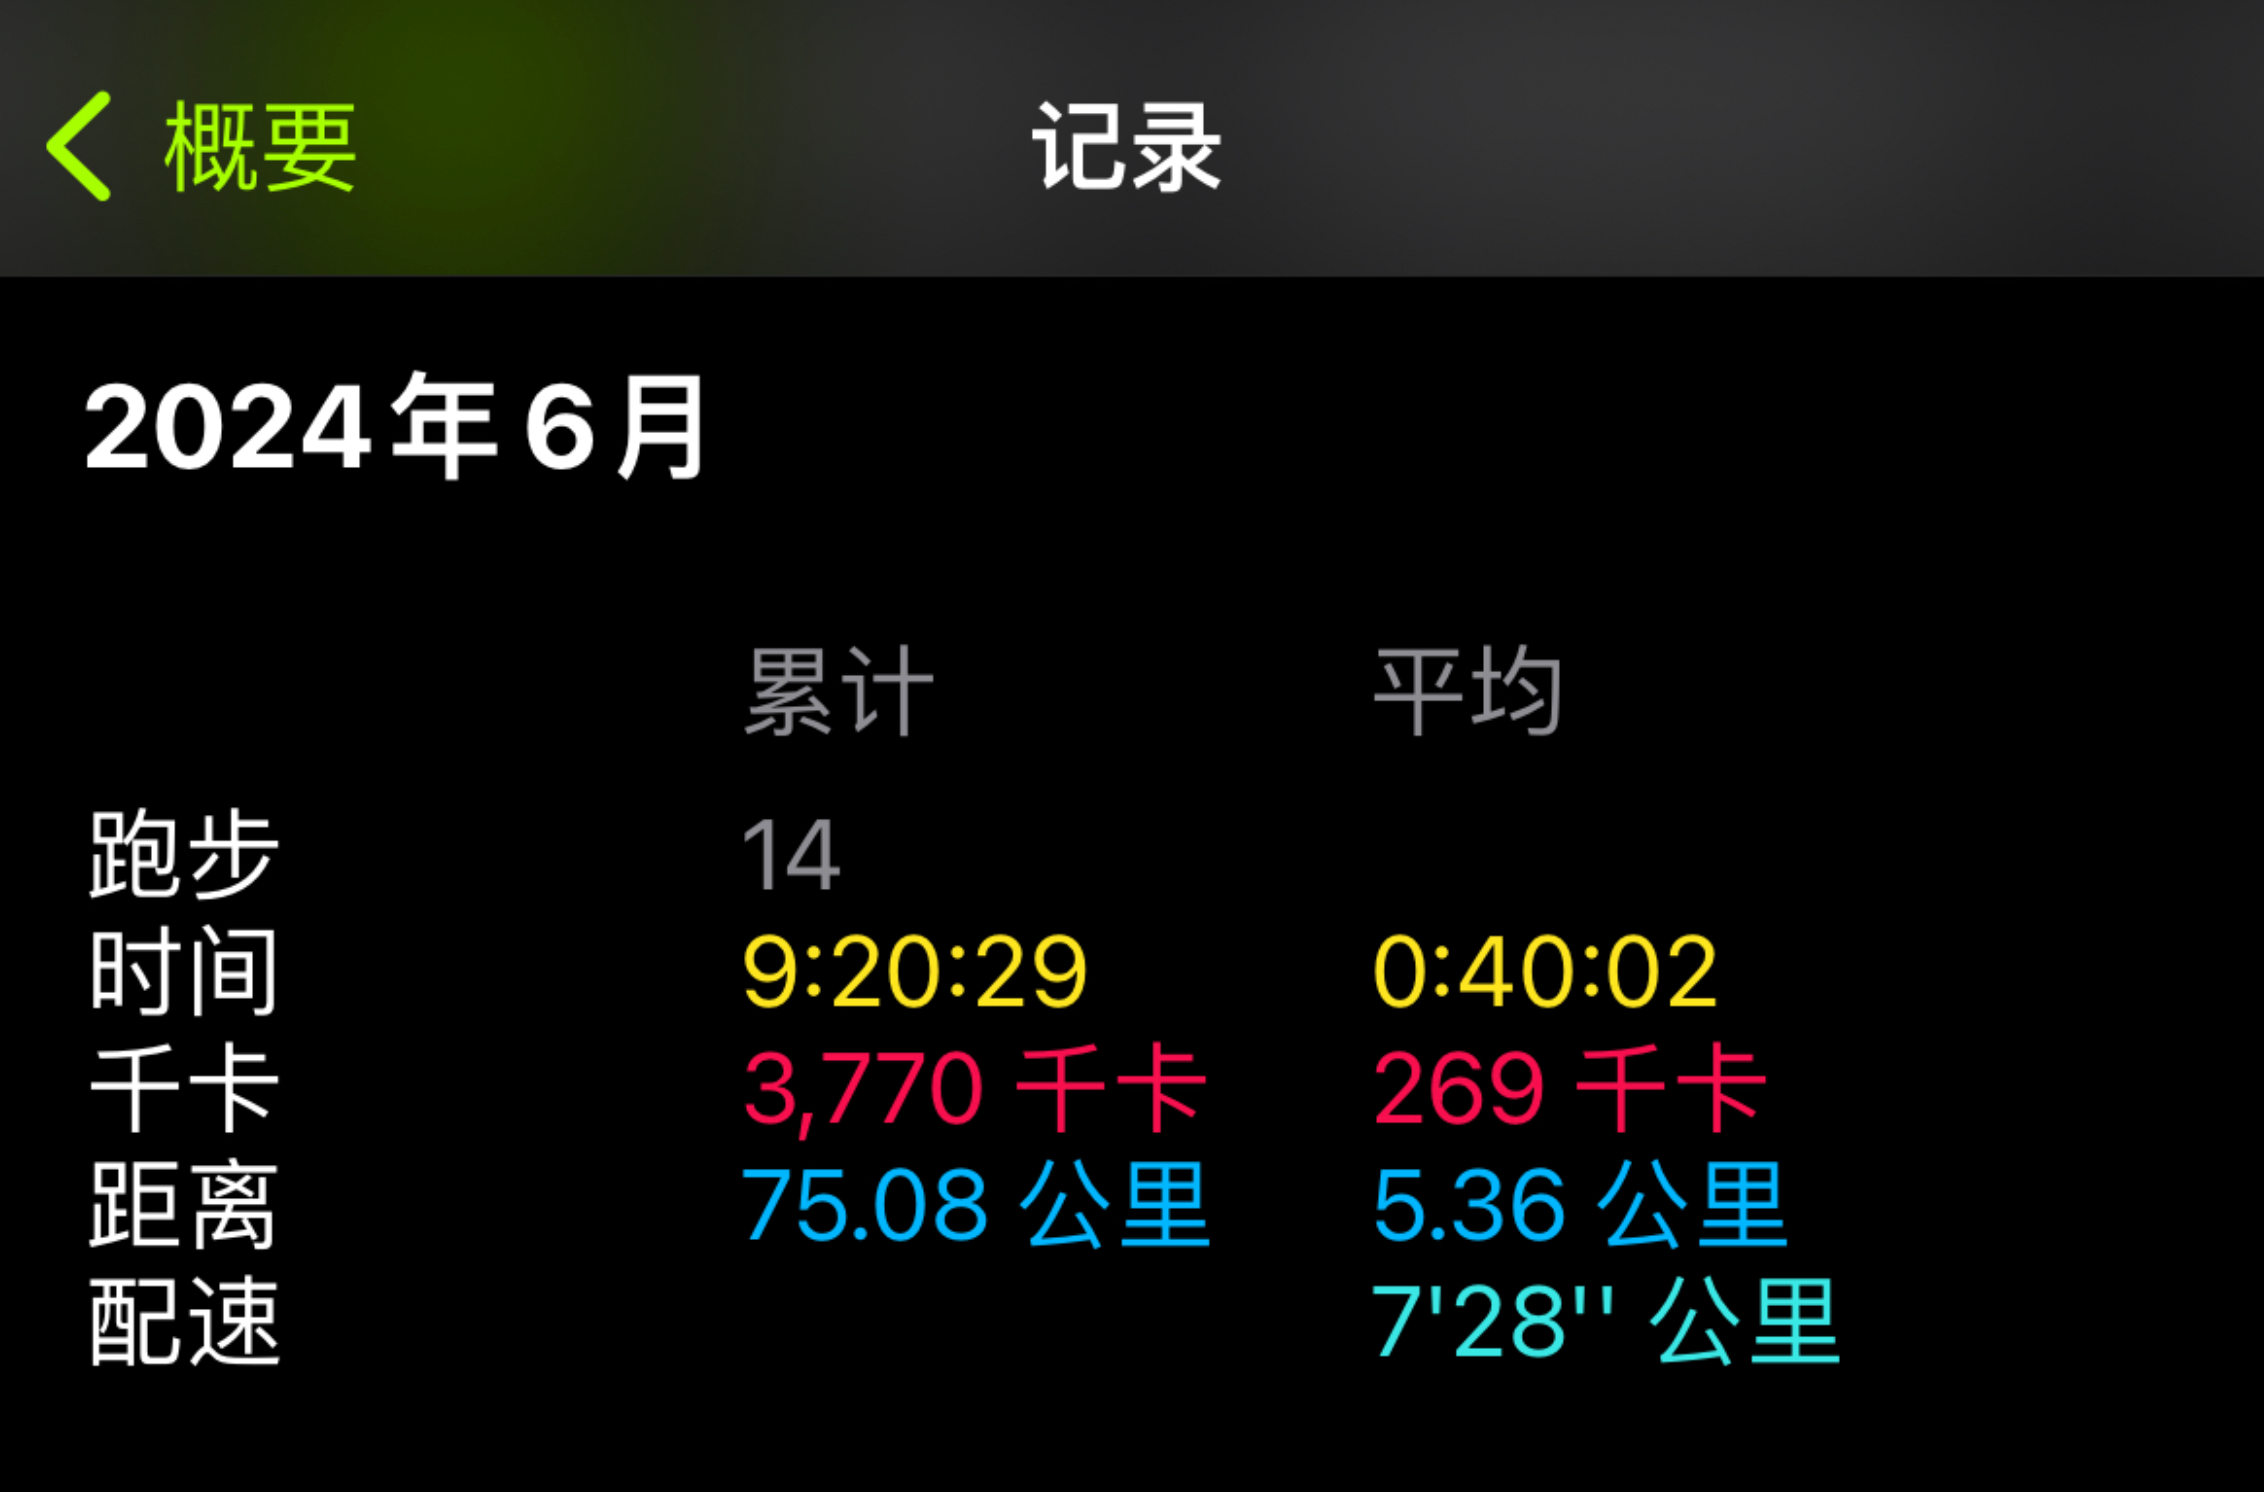 概要 记录
2024年6月
累计 平均
跑步 14
时间 9:20:29 0:40:02
千卡 3,770 千卡 269 千卡
距离 75.08 公里 5.36 公里
配速 7'28'' 公里